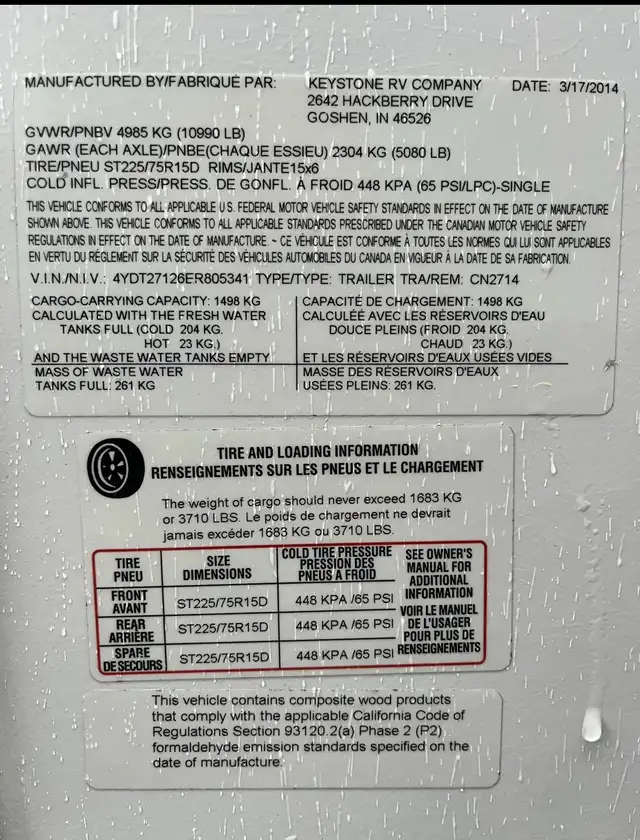 MANUFACTURED BY/FABRIQUÉ PAR: KEYSTONE RV COMPANY DATE: 3/17/2014
2642 HACKBERRY DRIVE
GOSHEN, IN 46526
GVWR/PNBV 4985 KG (10990 LB)
GAWR (EACH AXLE)/PNBE(CHAQUE ESSIEU) 2304 KG (5080 LB)
TIRE/PNEU ST225/75R15D RIMS/JANTE15x6
COLD INFL. PRESS/PRESS. DE GONFL. À FROID 448 KPA (65 PSI/LPC)-SINGLE
THIS VEHICLE CONFORMS TO ALL APPLICABLE U.S. FEDERAL MOTOR VEHICLE SAFETY STANDARDS IN EFFECT ON THE DATE OF MANUFACTURE
SHOWN ABOVE. THIS VEHICLE CONFORMS TO ALL APPLICABLE STANDARDS PRESCRIBED UNDER THE CANADIAN MOTOR VEHICLE SAFETY
REGULATIONS IN EFFECT ON THE DATE OF MANUFACTURE. ~ CE VÉHICULE EST CONFORME À TOUTES LES NORMES QUI LUI SONT APPLICABLES
EN VERTU DU RÉGLEMENT SUR LA SÉCURITÉ DES VÉHICULES AUTOMOBILES DU CANADA EN VIGUEUR À LA DATE DE SA FABRICATION.
V.I.N./N.I.V.: 4YDT27126ER805341 TYPE/TYPE: TRAILER TRA/REM: CN2714
CARGO-CARRYING CAPACITY: 1498 KG
CALCULATED WITH THE FRESH WATER
TANKS FULL (COLD 204 KG.
HOT 23 KG.)
AND THE WASTE WATER TANKS EMPTY
MASS OF WASTE WATER
TANKS FULL: 261 KG
CAPACITÉ DE CHARGEMENT: 1498 KG
CALCULÉE AVEC LES RÉSERVOIRS D'EAU
DOUCE PLEINS (FROID 204 KG.
CHAUD 23 KG.)
ET LES RÉSERVOIRS D'EAUX USÉES VIDES
MASSE DES RÉSERVOIRS D'EAUX
USÉES PLEINS: 261 KG.
TIRE AND LOADING INFORMATION
RENSEIGNEMENTS SUR LES PNEUS ET LE CHARGEMENT
The weight of cargo should never exceed 1683 KG
or 3710 LBS. Le poids de chargement ne devrait
jamais excéder 1683 KG ou 3710 LBS.
TIRE
PNEU
SIZE
DIMENSIONS
COLD TIRE PRESSURE
PRESSION DES
PNEUS A FROID
FRONT
AVANT
ST225/75R15D
448 KPA /65 PSI
REAR
ARRIÈRE
ST225/75R15D
448 KPA /65 PSI
SPARE
DE SECOURS
ST225/75R15D
448 KPA /65 PSI
SEE OWNER'S
MANUAL FOR
ADDITIONAL
INFORMATION
VOIR LE MANUEL
DE L'USAGER
POUR PLUS DE
RENSEIGNEMENTS
This vehicle contains composite wood products
that comply with the applicable California Code of
Regulations Section 93120.2(a) Phase 2 (P2)
formaldehyde emission standards specified on the
date of manufacture.